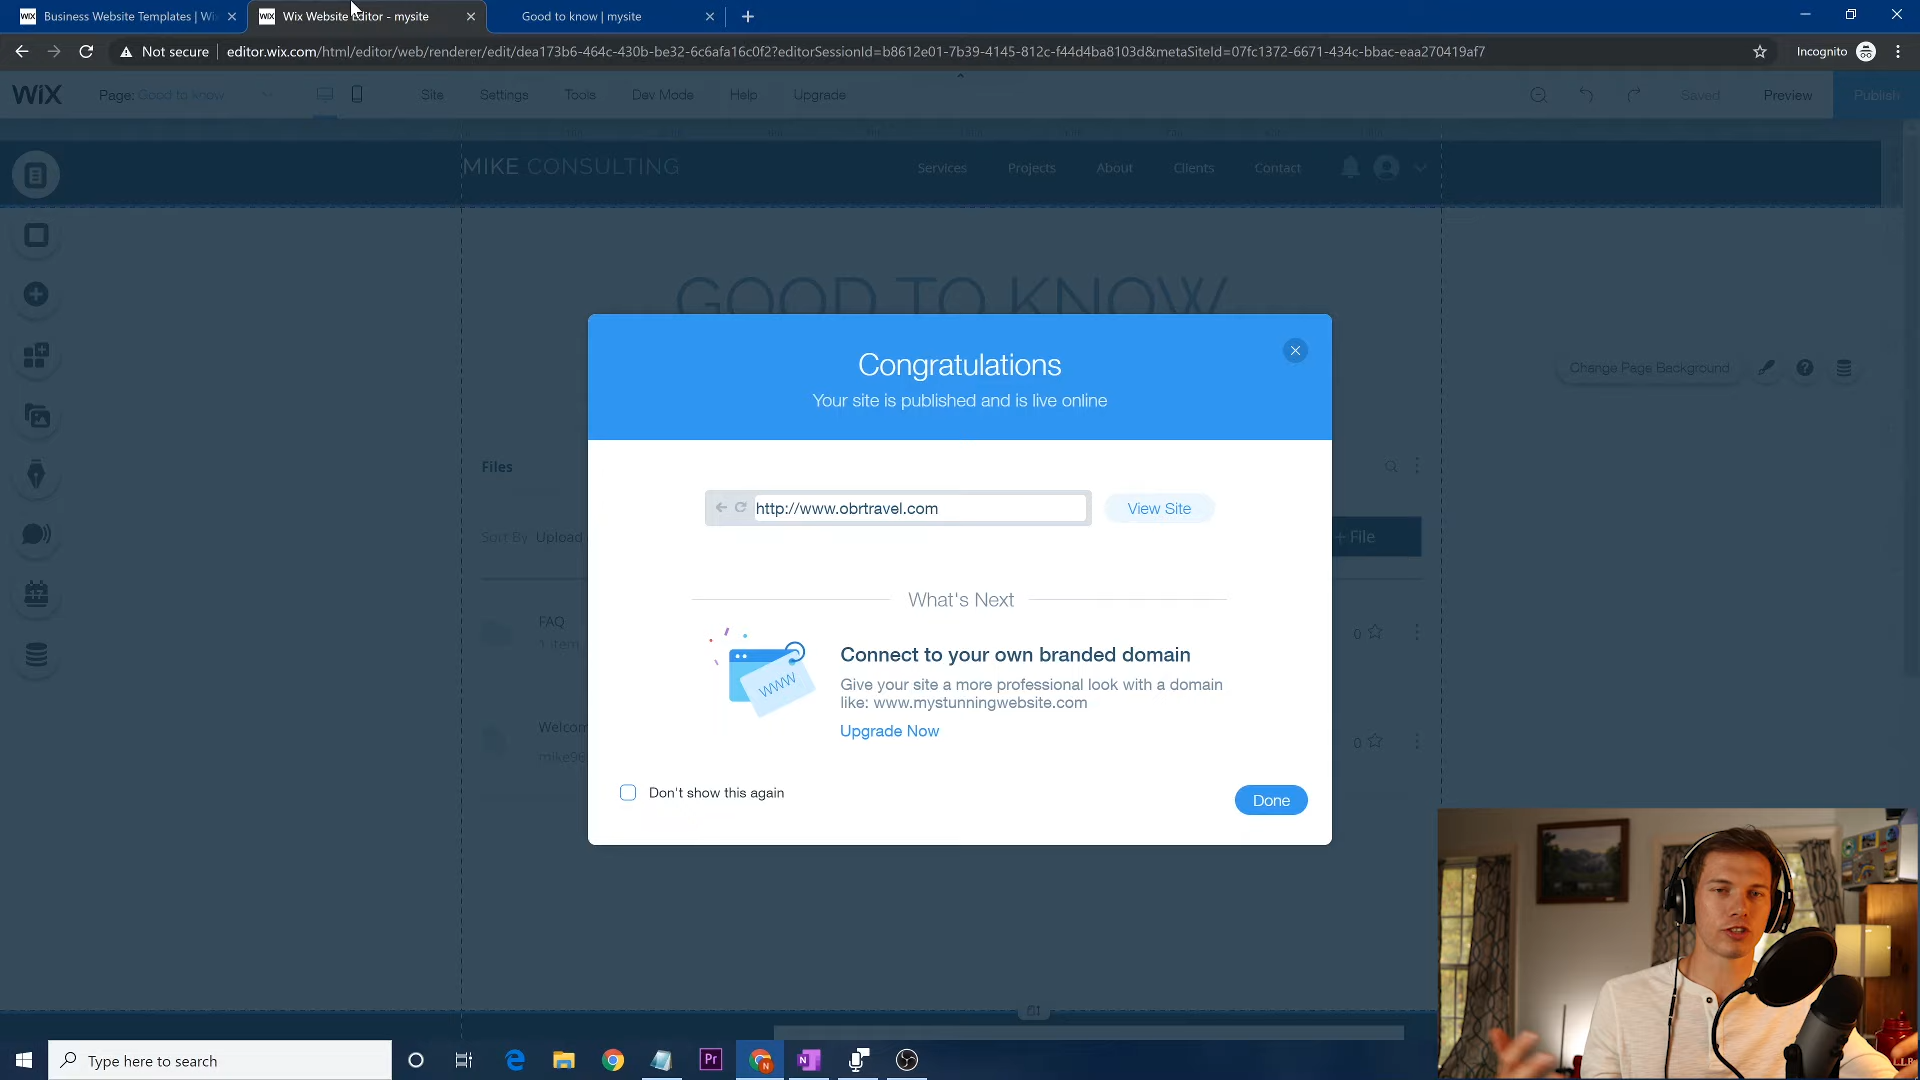 Business Website Templates | Wi
Wix Website Editor - mysite
Good to know | mysite
Not secure
editor.wix.com/html/editor/web/renderer/edit/dea173b6-464c-430b-be32-6c6afa16c0f2?editorSessionId=b8612e01-7b39-4145-812c-f44d4ba8103d&metaSiteId=07fc1372-6671-434c-bbac-eaa270419af7
Incognito
WiX
Page: Good to know
Site
Settings
Tools
Dev Mode
Help
Upgrade
Saved
Preview
Publish
MIKE CONSULTING
Services
Projects
About
Clients
Contact
GOOD TO KNOW
Change Page Background
Congratulations
Your site is published and is live online
Files
http://www.obrtravel.com
View Site
Sort By Upload
+ File
What's Next
FAQ
1 item
0
WWW
Connect to your own branded domain
Give your site a more professional look with a domain
like: www.mystunningwebsite.com
Upgrade Now
Welcom
mike96
0
Don't show this again
Done
Type here to search
Pr
N